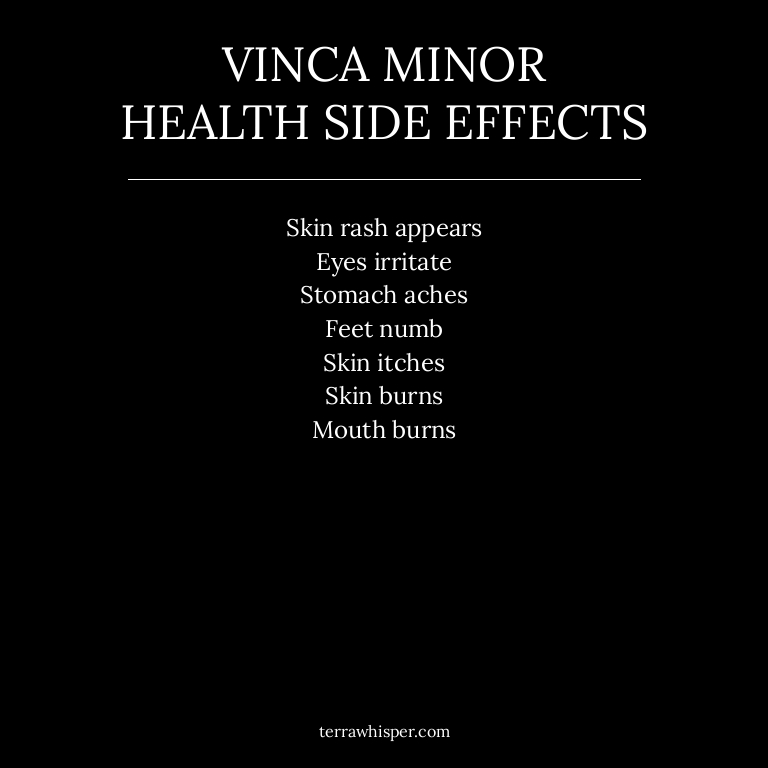 VINCA MINOR
HEALTH SIDE EFFECTS
Skin rash appears
Eyes irritate
Stomach aches
Feet numb
Skin itches
Skin burns
Mouth burns
terrawhisper.com